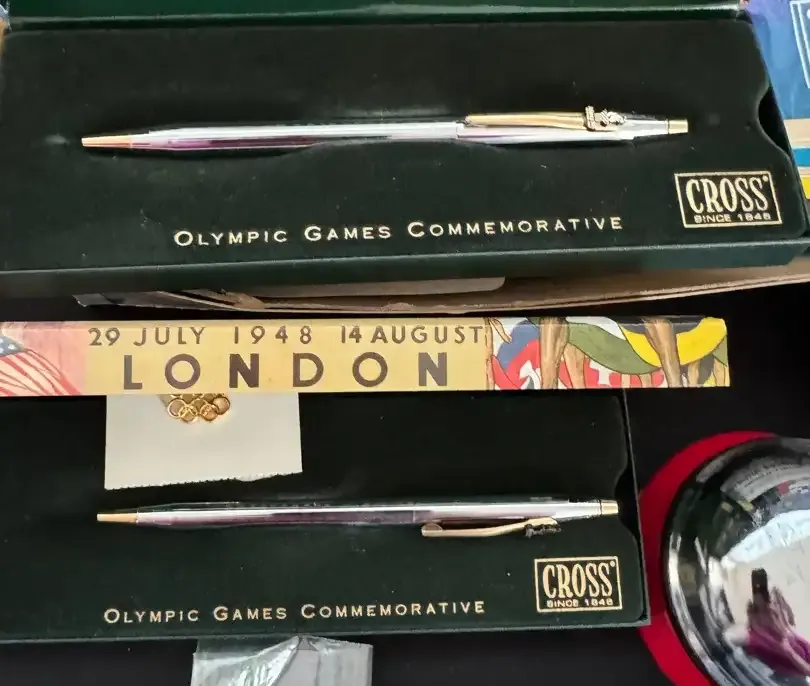 CROSS
SINCE 1846
OLYMPIC GAMES COMMEMORATIVE
29 JULY 1948 14 AUGUST
LONDON
CROSS
SINCE 1846
OLYMPIC GAMES COMMEMORATIVE